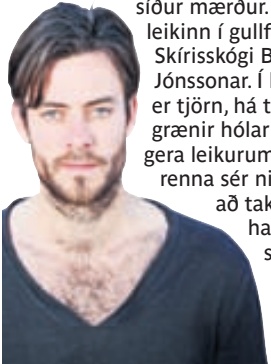 síður mærður.
leikinn í gullf
Skírisskógi B
Jónssonar. Í l
er tjörn, há t
grænir hólar
gera leikurum
renna sér ni
að tak
ha
s